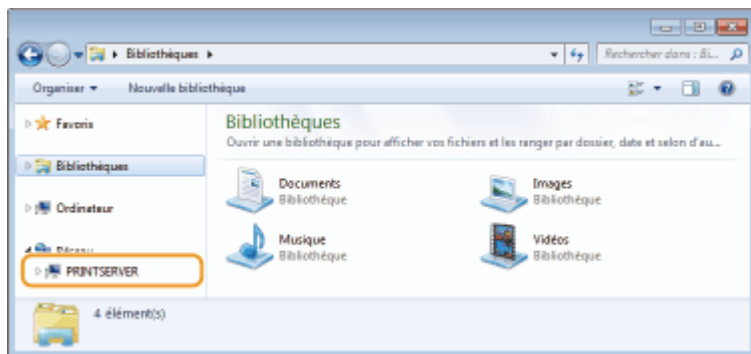 Bibliothèques
Rechercher dans : Bi...
Organiser
Nouvelle bibliothèque
Favoris
Bibliothèques
Ordinateur
Réseau
PRINTSERVER
Bibliothèques
Ouvrir une bibliothèque pour afficher vos fichiers et les ranger par dossier, date et selon d'au...
Documents
Bibliothèque
Images
Bibliothèque
Musique
Bibliothèque
Vidéos
Bibliothèque
4 élément(s)